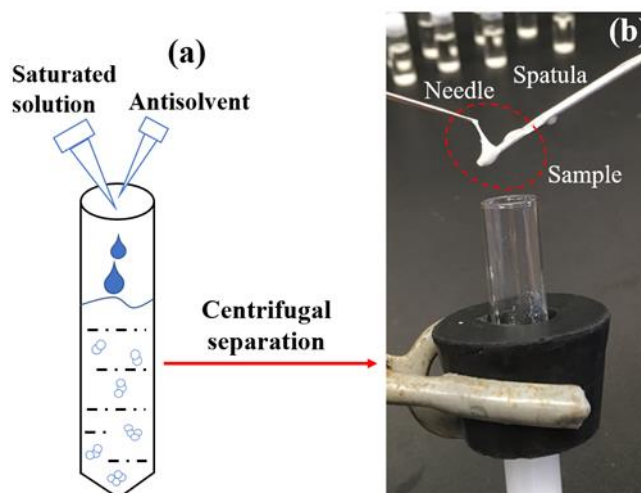 (a)
Saturated
solution
Antisolvent
Centrifugal
separation
(b)
Spatula
Needle
Sample